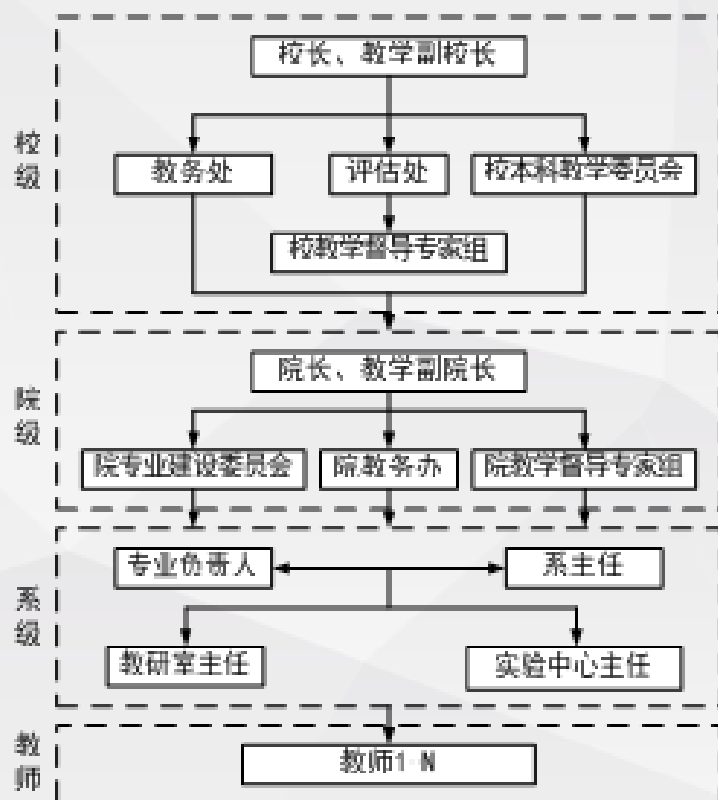 校级
校长、教学副校长
教务处
评估处
校本科教学委员会
校教学督导专家组
院级
院长、教学副院长
院专业建设委员会
院教务办
院教学督导专家组
系级
专业负责人
系主任
教研室主任
实验中心主任
教师
教师1-N